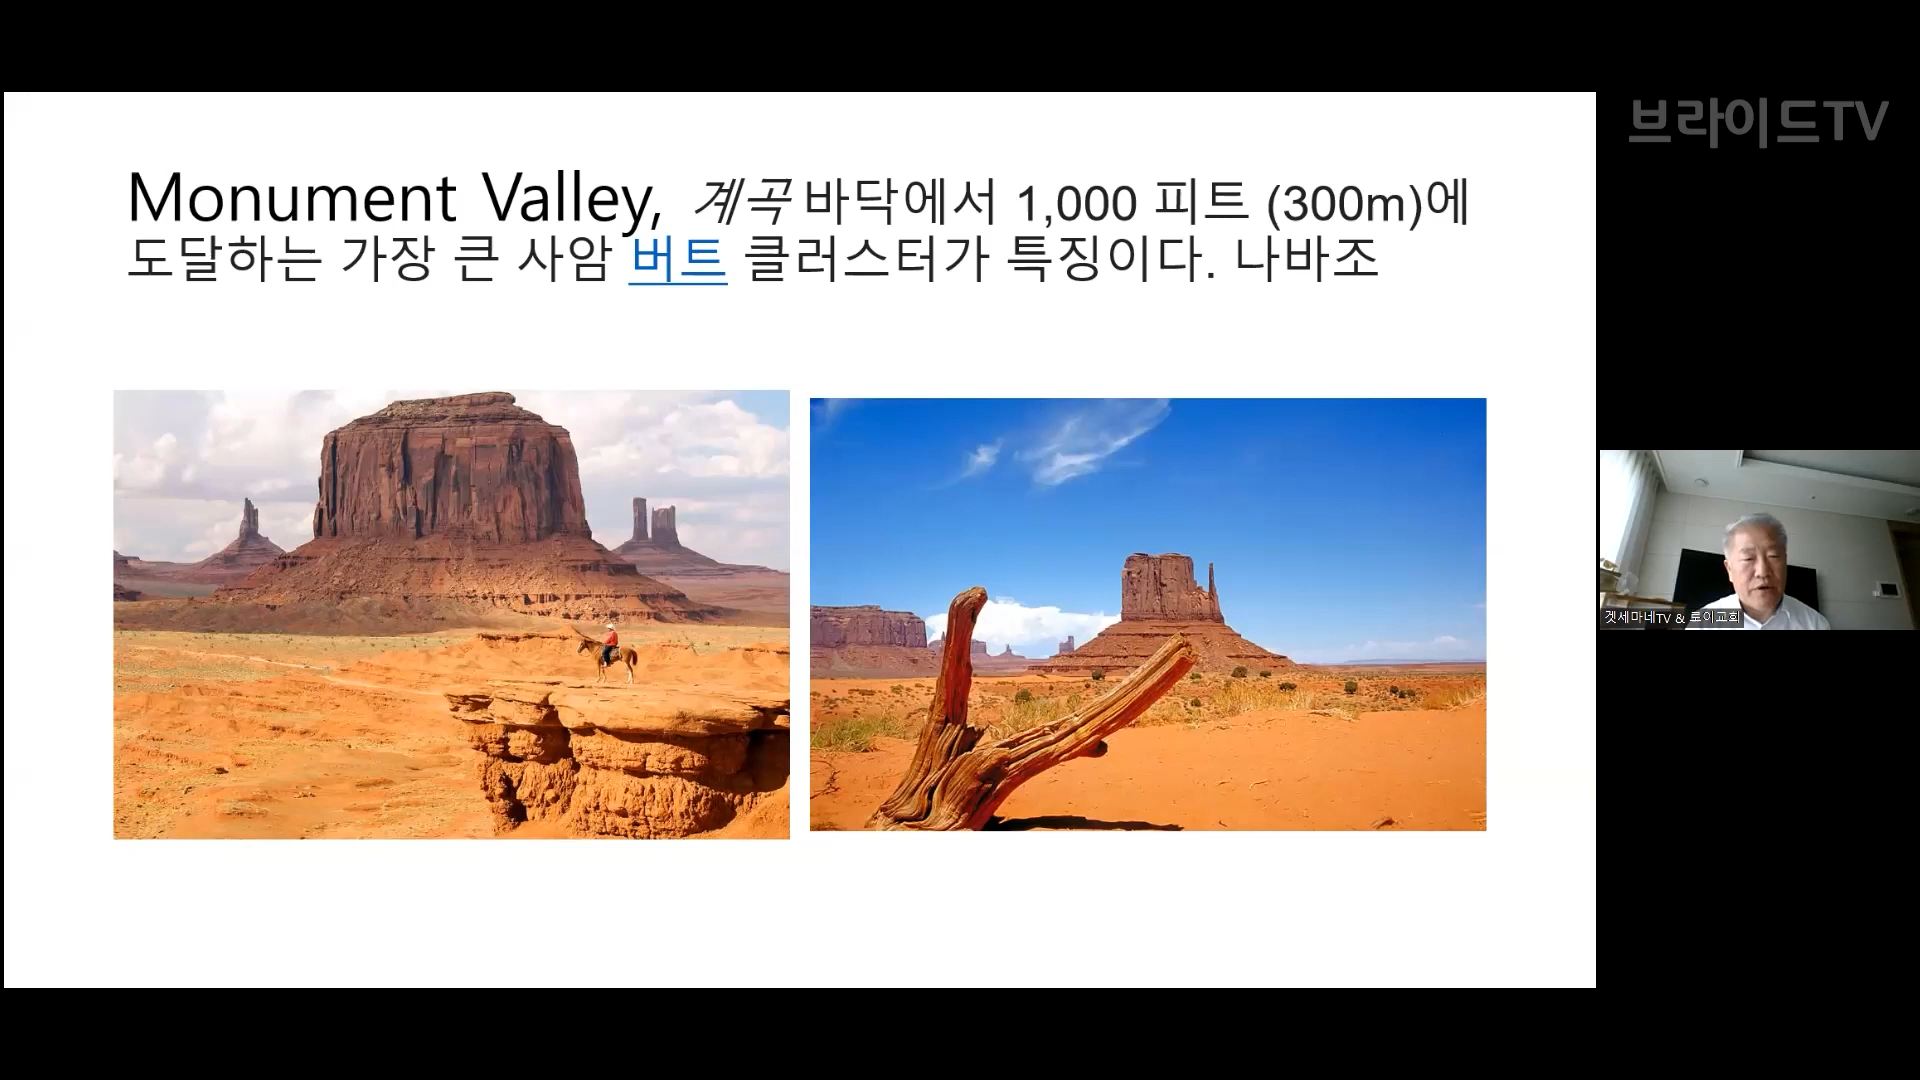 브라이드TV
Monument Valley, 계곡 바닥에서 1,000 피트 (300m)에
도달하는 가장 큰 사암 버트 클러스터가 특징이다. 나바조
겟세마네TV & 로이교회